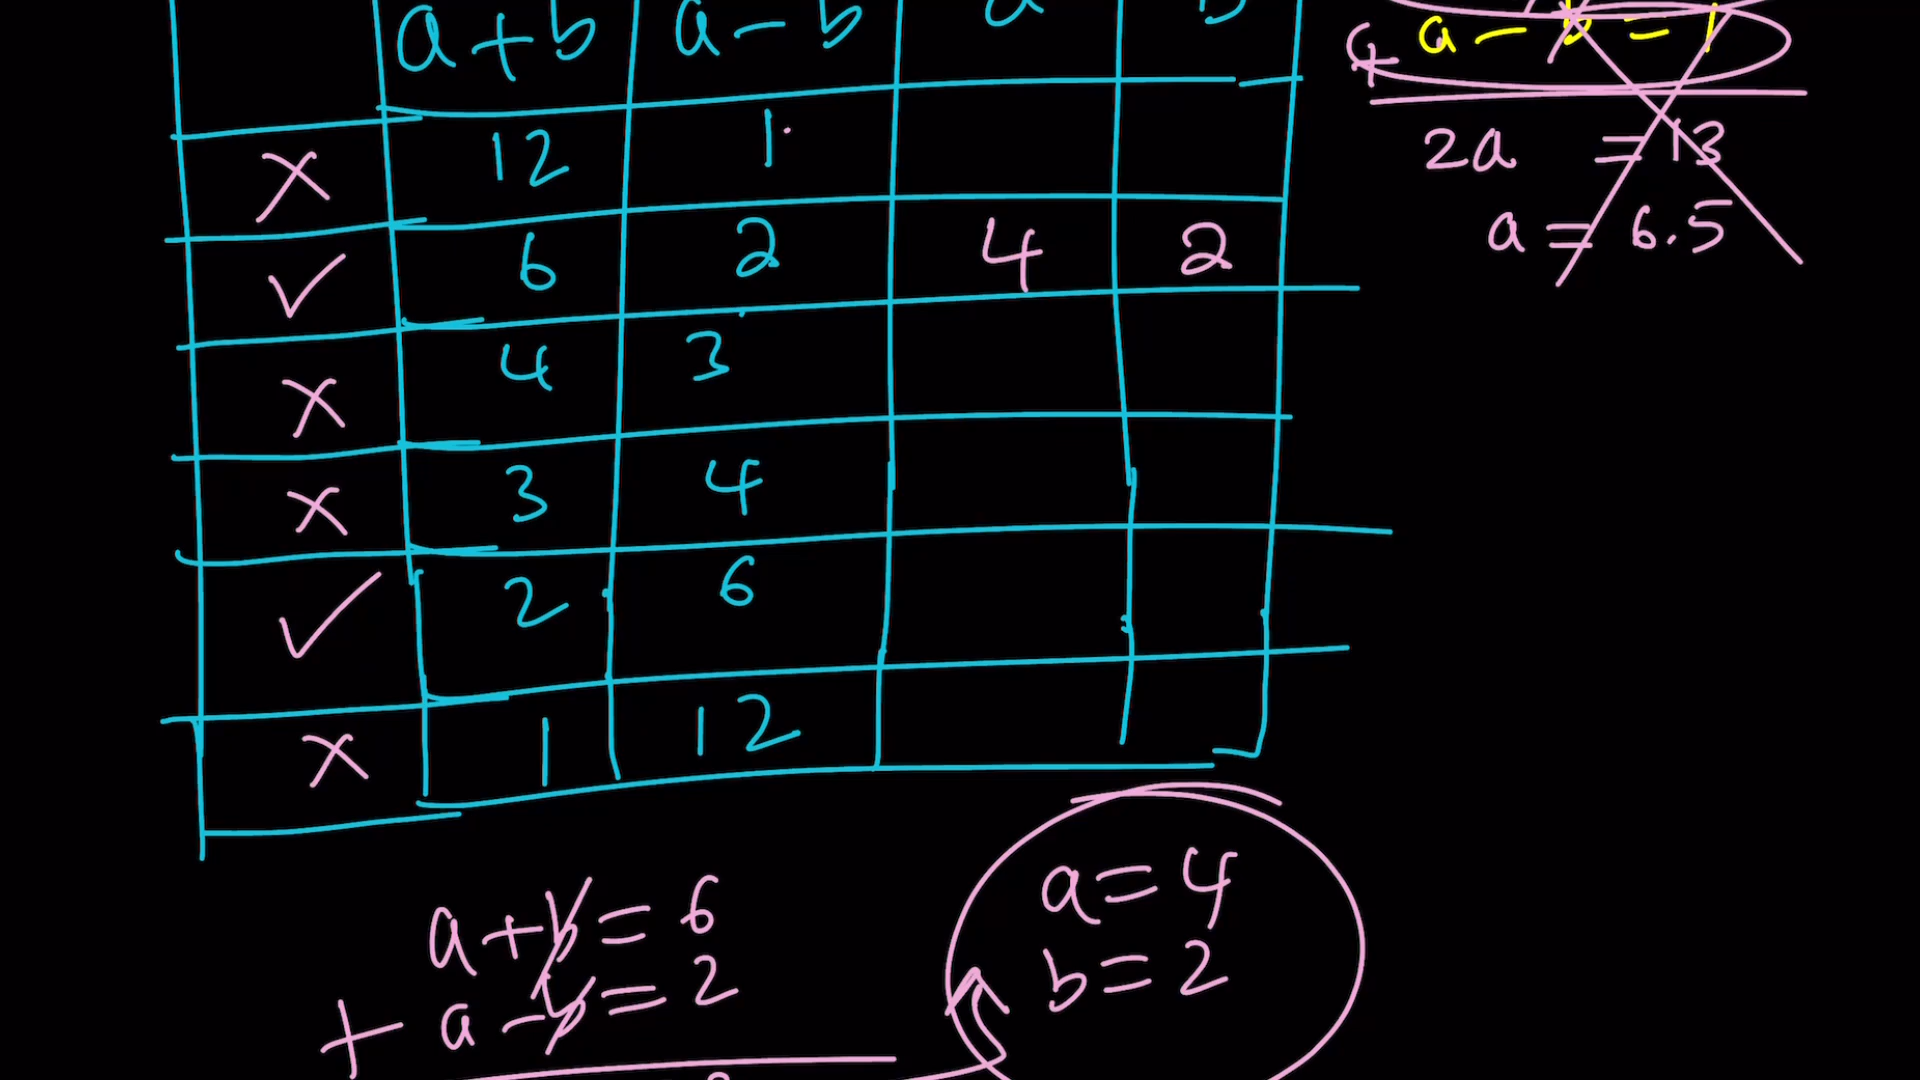 a+b a-b a b
x 12 1
✓ 6 2 4 2
x 4 3
x 3 4
✓ 2 6
x 1 12
a - b = 1
+
2a = 13
a = 6.5
a+b=6
+ a-b=2
a=4
b=2